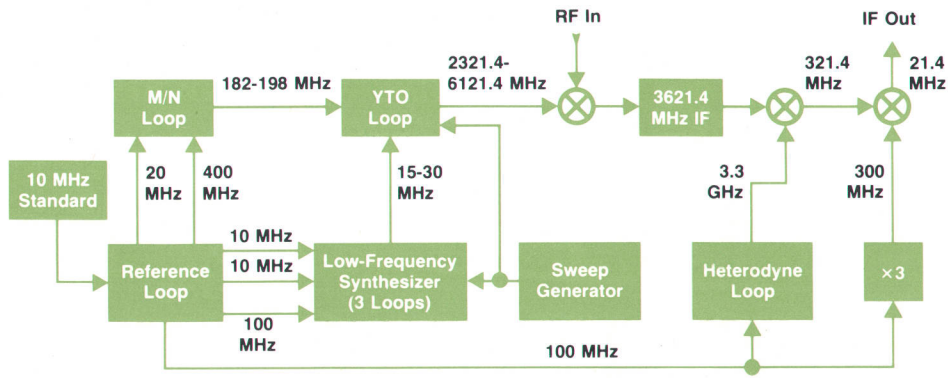 RF In
IF Out
182-198 MHz
2321.4-
6121.4 MHz
321.4
MHz
21.4
MHz
M/N
Loop
YTO
Loop
3621.4
MHz IF
10 MHz
Standard
20
MHz
400
MHz
15-30
MHz
3.3
GHz
300
MHz
10 MHz
10 MHz
100
MHz
Reference
Loop
Low-Frequency
Synthesizer
(3 Loops)
Sweep
Generator
Heterodyne
Loop
×3
100 MHz